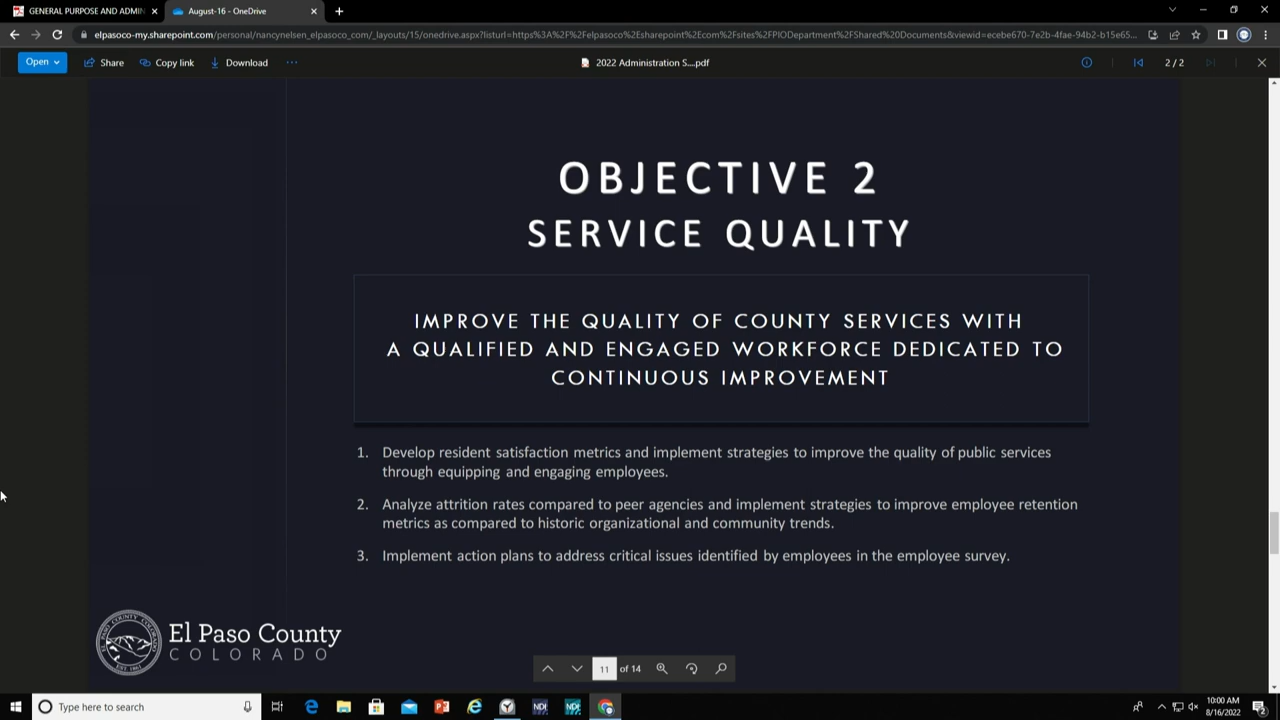 GENERAL PURPOSE AND ADMIN
August-16 - OneDrive
elpasoco-my.sharepoint.com/personal/nancynelsen_elpasoco_com/_layouts/15/onedrive.aspx?listurl=https%3A%2F%2Felpasoco%2Esharepoint%2Ecom%2Fsites%2FPIODepartment%2FShared%20Documents&viewid=ecebe670-7e2b-4fae-94b2-b15e65...
Open
Share
Copy link
Download
...
2022 Administration S....pdf
2 / 2
OBJECTIVE 2
SERVICE QUALITY
IMPROVE THE QUALITY OF COUNTY SERVICES WITH
A QUALIFIED AND ENGAGED WORKFORCE DEDICATED TO
CONTINUOUS IMPROVEMENT
1. Develop resident satisfaction metrics and implement strategies to improve the quality of public services
through equipping and engaging employees.
2. Analyze attrition rates compared to peer agencies and implement strategies to improve employee retention
metrics as compared to historic organizational and community trends.
3. Implement action plans to address critical issues identified by employees in the employee survey.
El Paso County
COLORADO
11 of 14
Type here to search
10:00 AM
8/16/2022